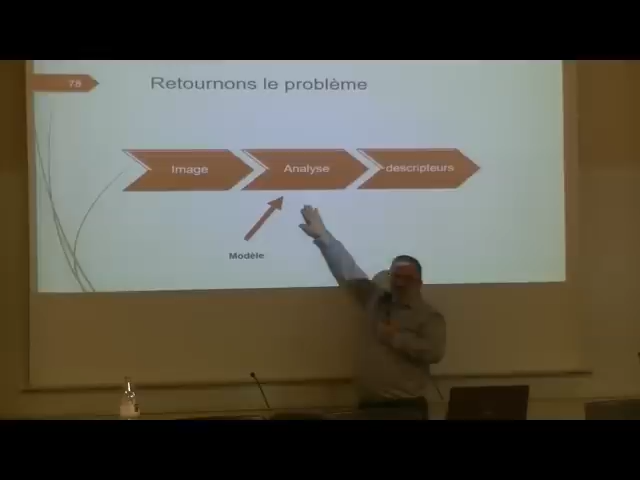 78
Retournons le problème
Image
Analyse
descripteurs
Modèle